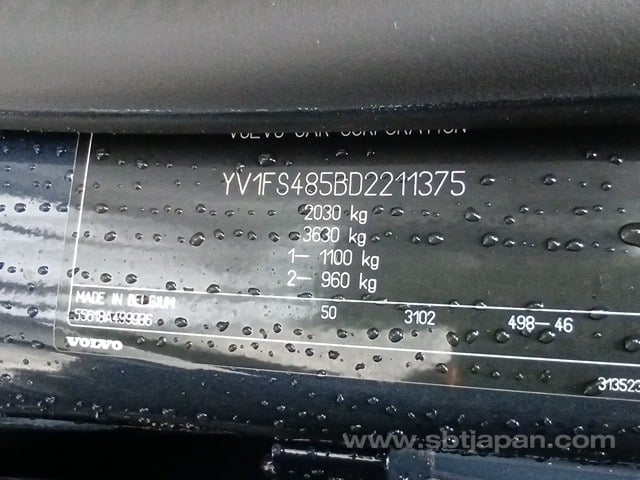 VOLVO CAR CORPORATION
YV1FS485BD2211375
2030 kg
3630 kg
1– 1100 kg
2– 960 kg
MADE IN BELGIUM
55618A499986 50 3102 498–46
VOLVO
313523
www.sbtjapan.com